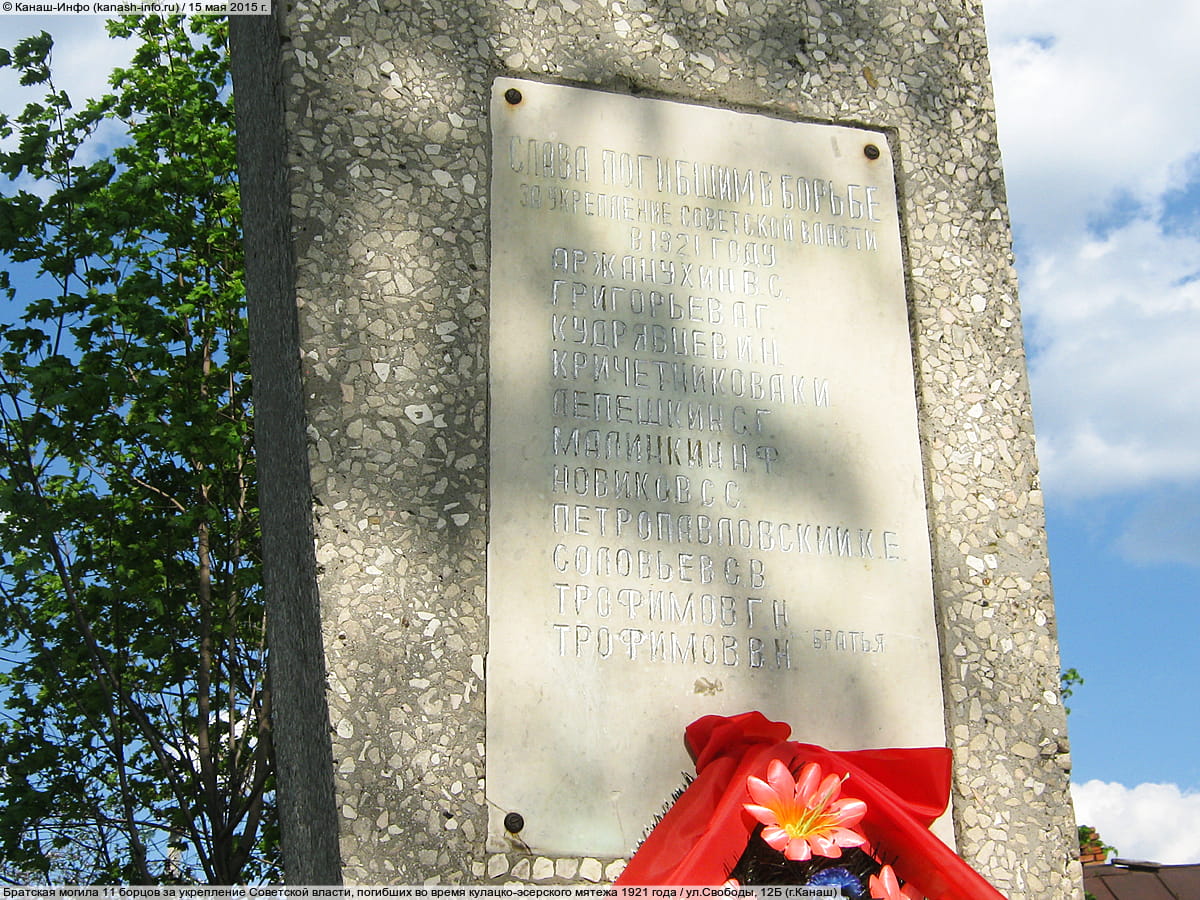 © Канаш-Инфо (kanash-info.ru) / 15 мая 2015 г.
СЛАВА ПОГИБШИМ В БОРЬБЕ
ЗА УКРЕПЛЕНИЕ СОВЕТСКОЙ ВЛАСТИ
В 1921 ГОДУ
АРЖАНУХИН В.С.
ГРИГОРЬЕВ А.Г.
КУДРЯВЦЕВ И.Н.
КРИЧЕТНИКОВА К И
ЛЕПЕШКИН С.Г.
МАЛИНКИН Н Ф
НОВИКОВ С С.
ПЕТРОПАВЛОВСКИЙ.К.Е.
СОЛОВЬЕВ С.В
ТРОФИМОВ Г Н
ТРОФИМОВ В.Н. БРАТЬЯ
Братская могила 11 борцов за укрепление Советской власти, погибших во время кулацко-эсерского мятежа 1921 года / ул.Свободы, 12Б (г.Канаш)